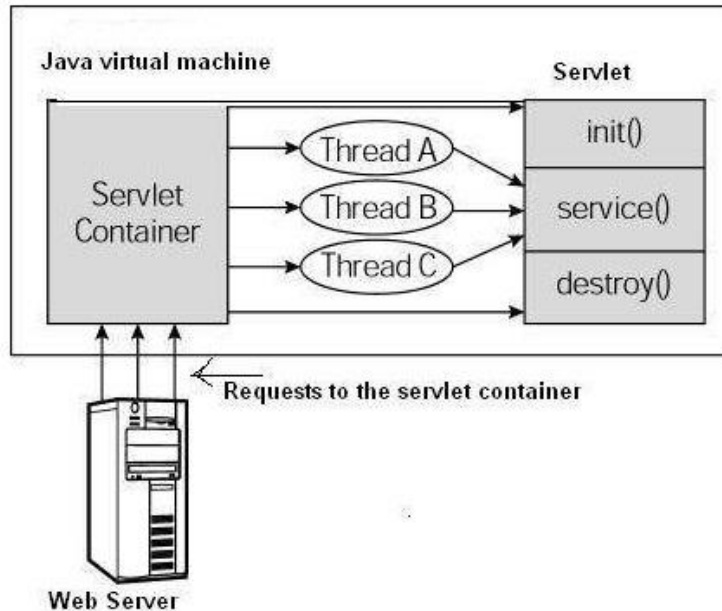 Java virtual machine
Servlet
Servlet
Container
Thread A
Thread B
Thread C
init()
service()
destroy()
Requests to the servlet container
Web Server